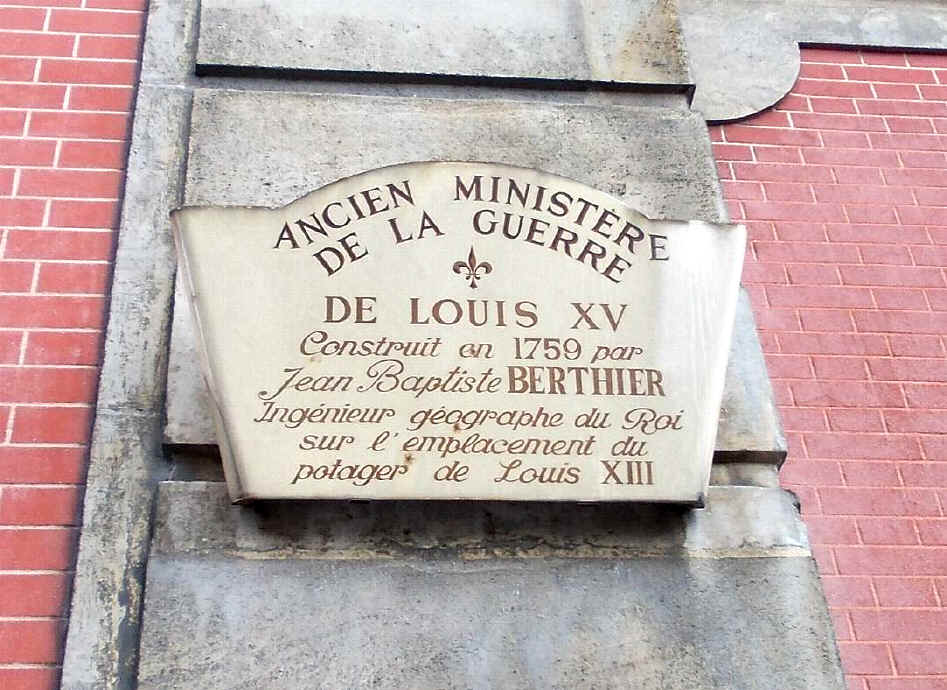 ANCIEN MINISTÈRE
DE LA GUERRE
DE LOUIS XV
Construit en 1759 par
Jean Baptiste BERTHIER
Ingénieur géographe du Roi
sur l'emplacement du
potager de Louis XIII